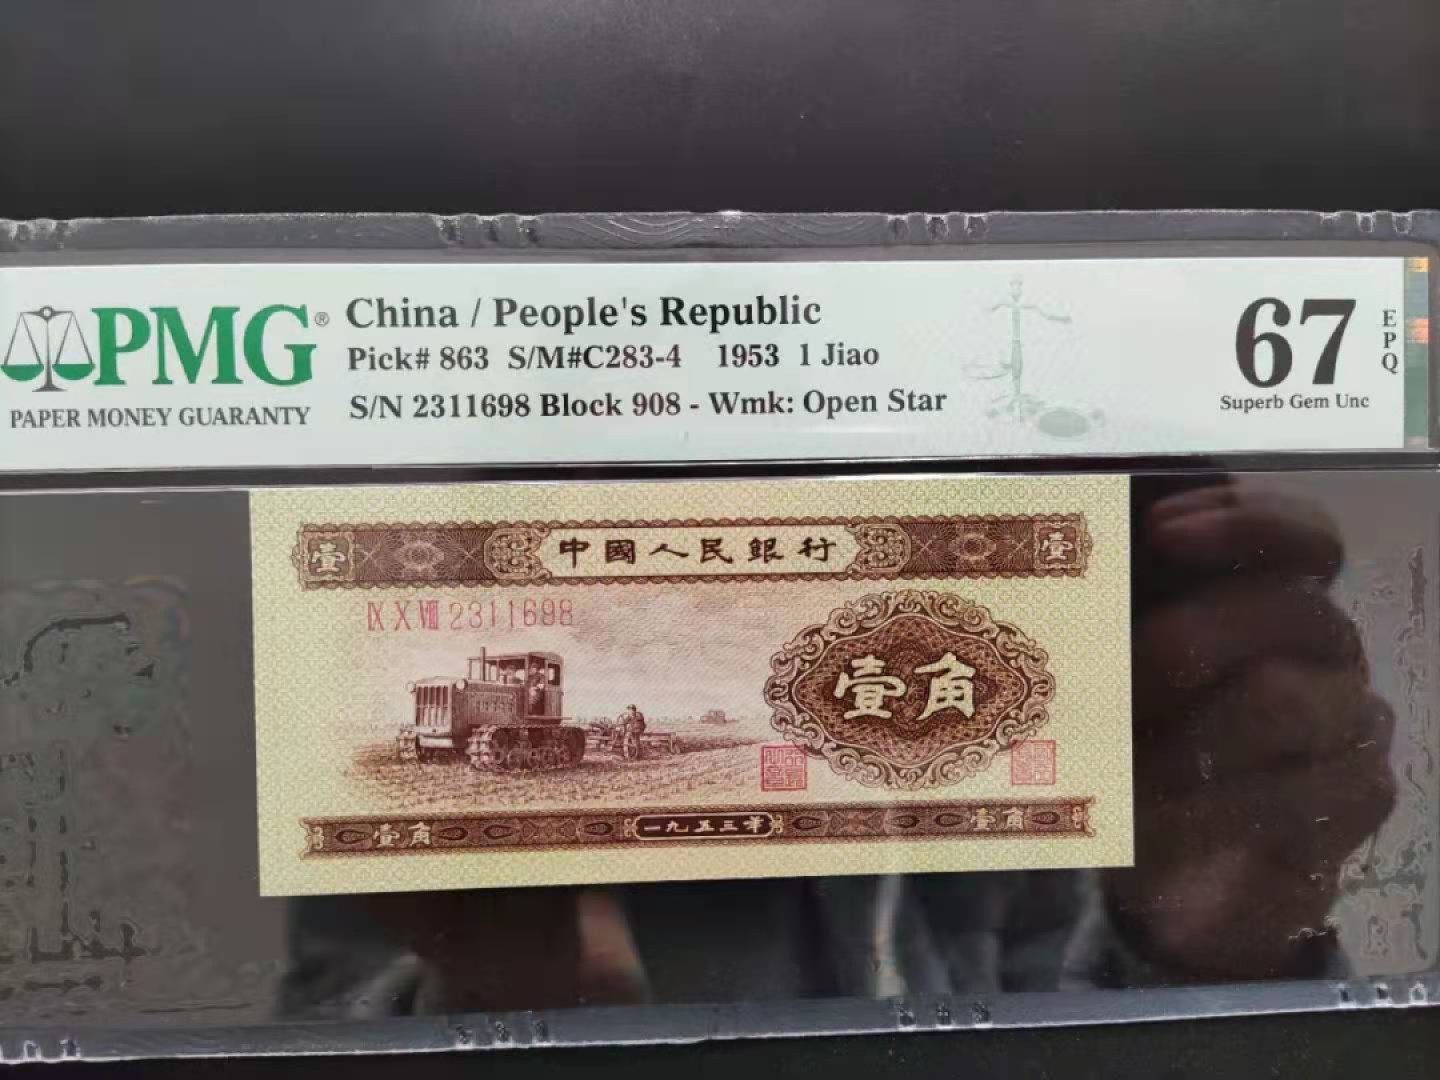 PMG®
PAPER MONEY GUARANTY
China / People's Republic
Pick# 863 S/M#C283-4 1953 1 Jiao
S/N 2311698 Block 908 - Wmk: Open Star
67
EPQ
Superb Gem Unc
壹 中國人民銀行 壹
IX X VIII 2311698
壹角
壹角 一九五三年 壹角